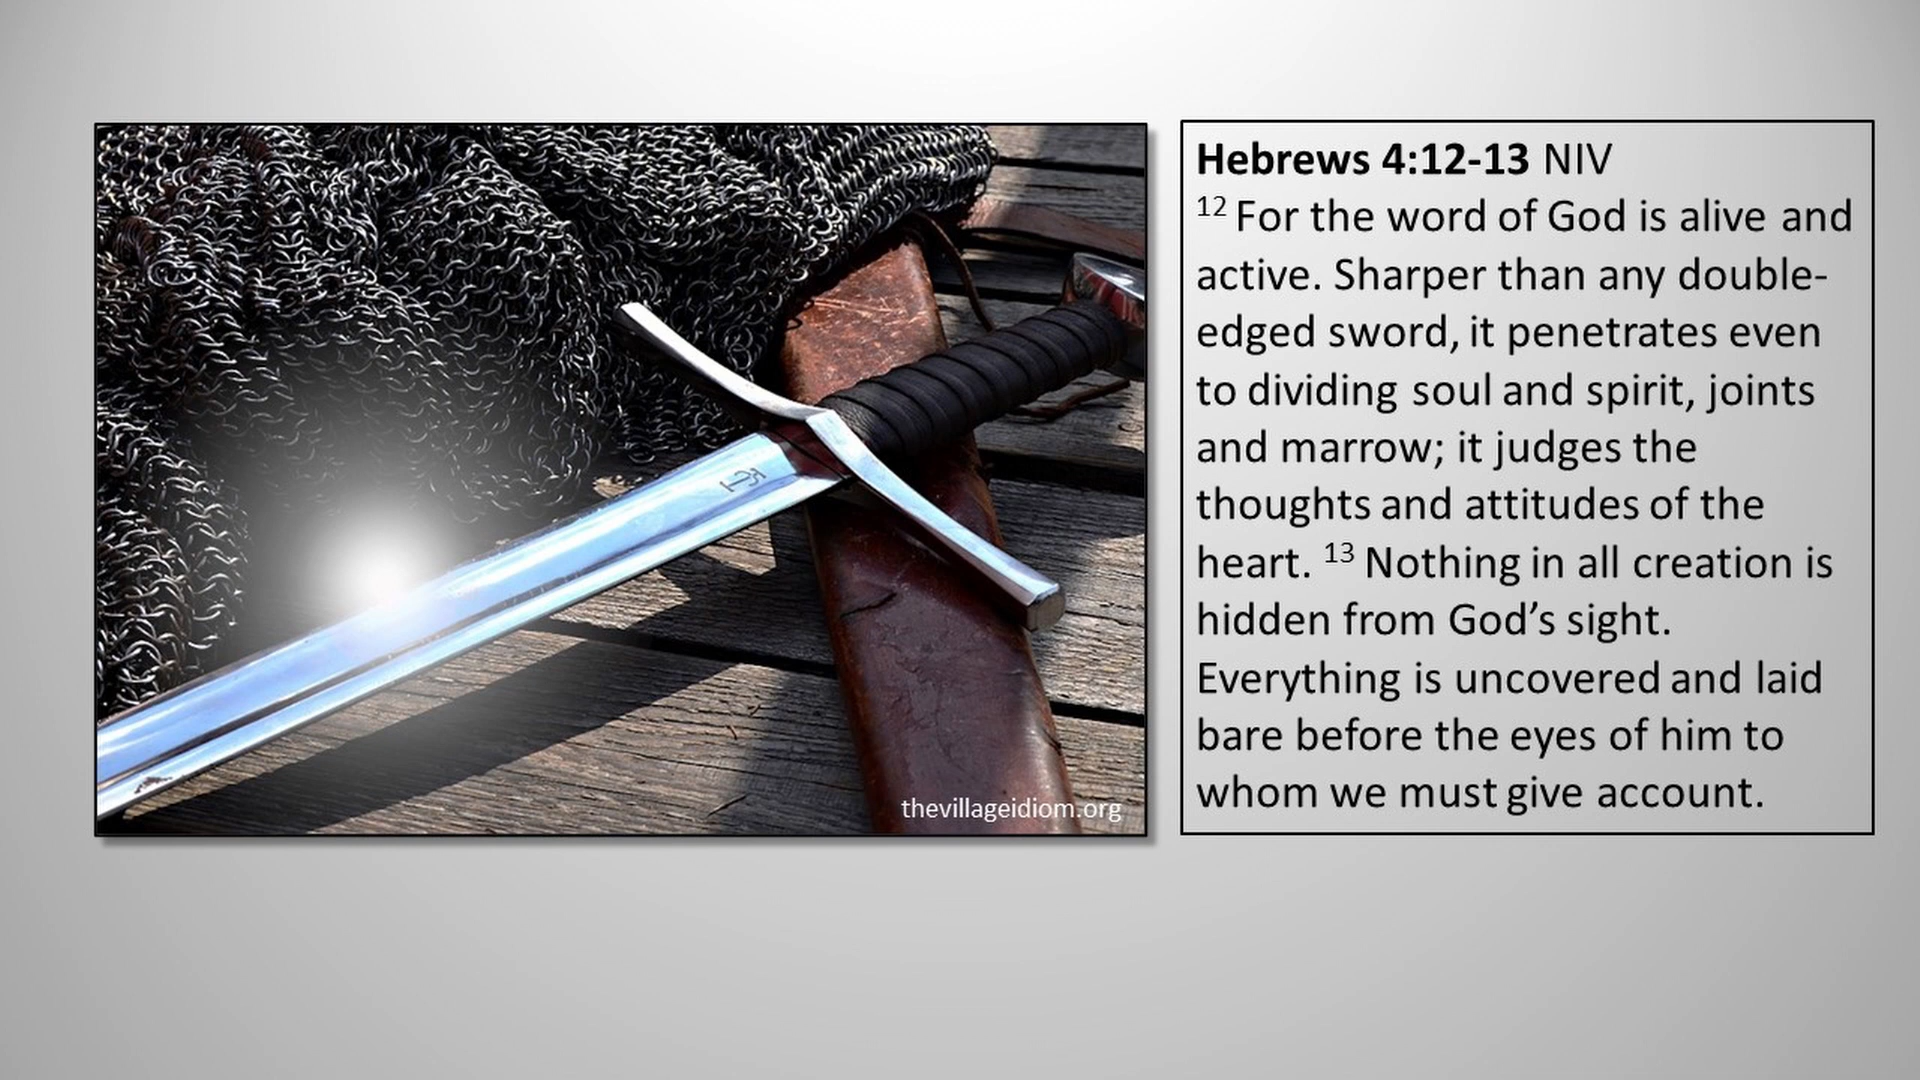 Hebrews 4:12-13 NIV
12 For the word of God is alive and
active. Sharper than any double-
edged sword, it penetrates even
to dividing soul and spirit, joints
and marrow; it judges the
thoughts and attitudes of the
heart. 13 Nothing in all creation is
hidden from God’s sight.
Everything is uncovered and laid
bare before the eyes of him to
whom we must give account.
thevillageidiom.org